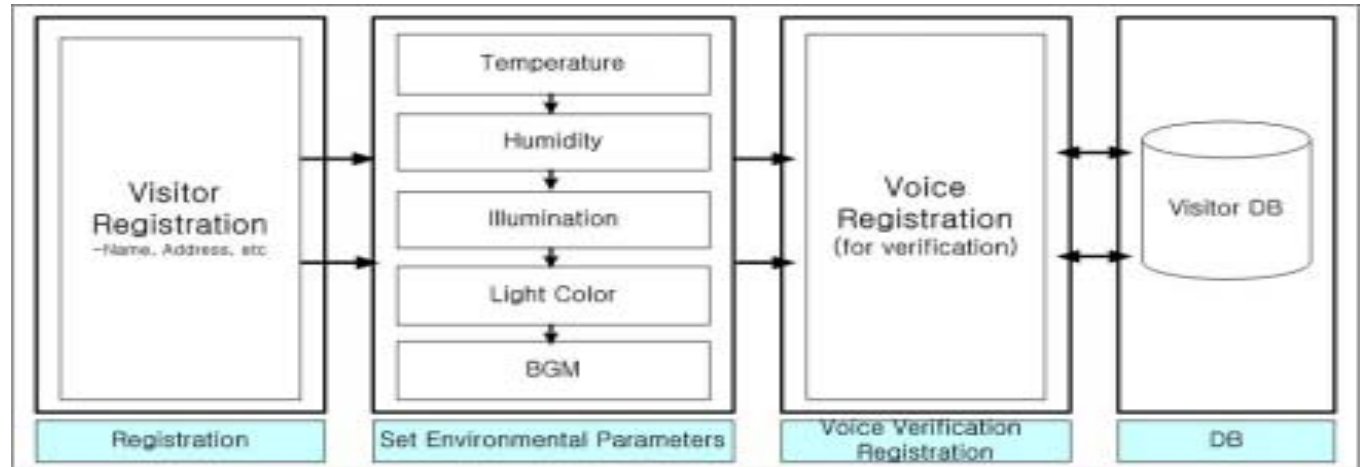 Visitor
Registration
-Name, Address, etc
Temperature
Humidity
Illumination
Light Color
BGM
Voice
Registration
(for verification)
Visitor DB
Registration
Set Environmental Parameters
Voice Verification
Registration
DB